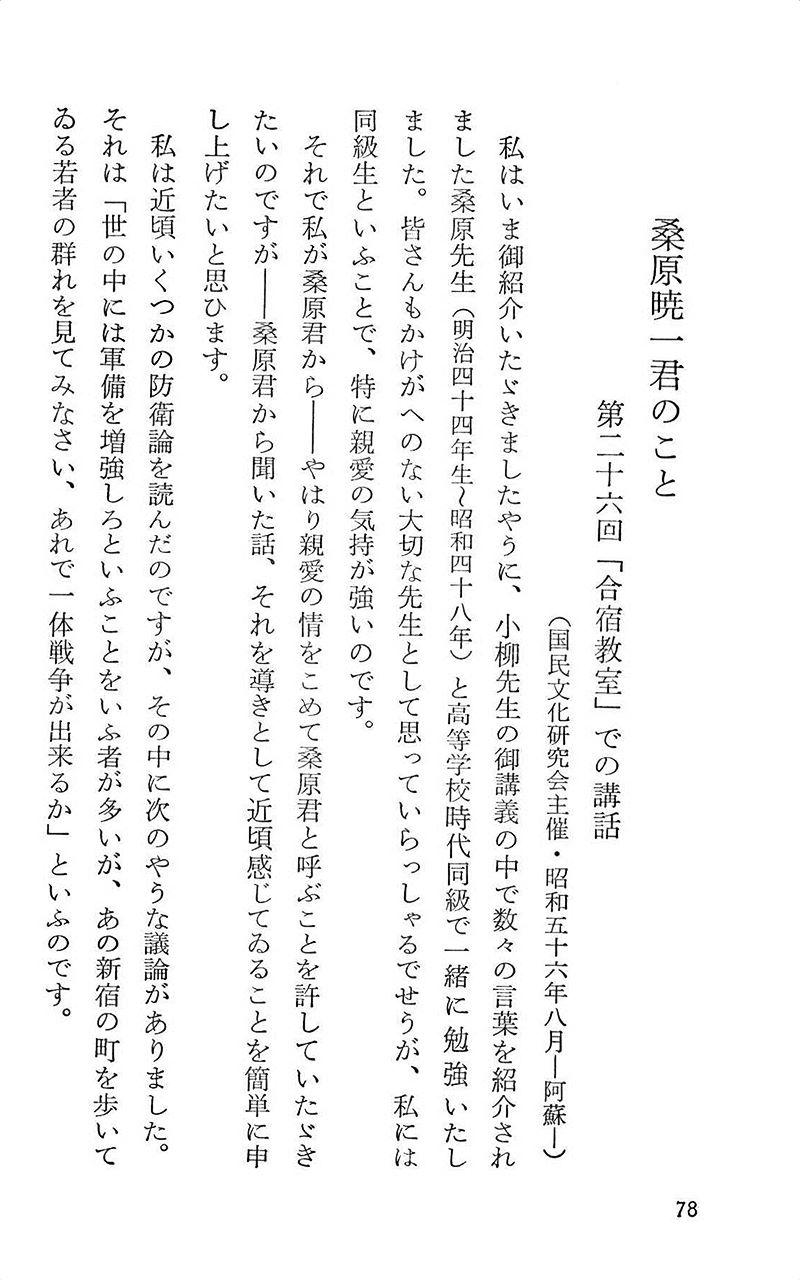 桑原暁一君のこと
第二十六回「合宿教室」での講話
（国民文化研究会主催・昭和五十六年八月―阿蘇―）
私はいま御紹介いたゞきましたやうに、小柳先生の御講義の中で数々の言葉を紹介され
ました桑原先生（明治四十四年生〜昭和四十八年）と高等学校時代同級で一緒に勉強いたし
ました。皆さんもかけがへのない大切な先生として思っていらっしゃるでせうが、私には
同級生といふことで、特に親愛の気持が強いのです。
それで私が桑原君から――やはり親愛の情をこめて桑原君と呼ぶことを許していたゞき
たいのですが――桑原君から聞いた話、それを導きとして近頃感じてゐることを簡単に申
し上げたいと思ひます。
私は近頃いくつかの防衛論を読んだのですが、その中に次のやうな議論がありました。
それは「世の中には軍備を増強しろといふことをいふ者が多いが、あの新宿の町を歩いて
ゐる若者の群れを見てみなさい、あれで一体戦争が出来るか」といふのです。
78